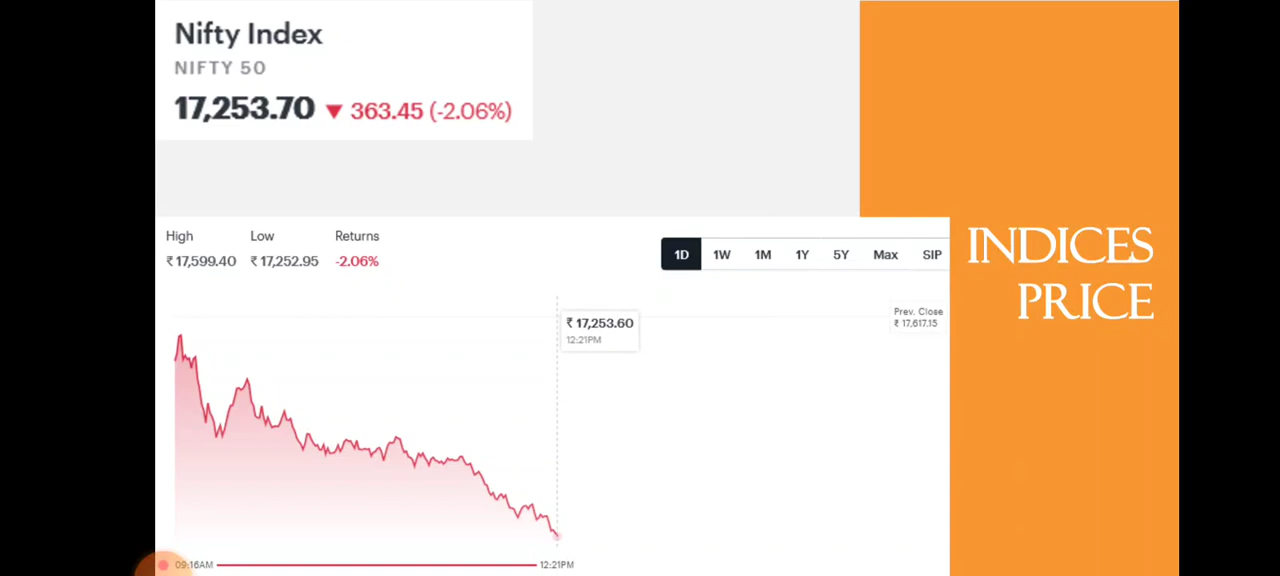 Nifty Index
NIFTY 50
17,253.70 ▼ 363.45 (-2.06%)
High Low Returns
₹17,599.40 ₹17,252.95 -2.06%
1D 1W 1M 1Y 5Y Max SIP
INDICES
PRICE
Prev. Close
₹ 17,617.15
₹ 17,253.60
12:21PM
09:16AM 12:21PM